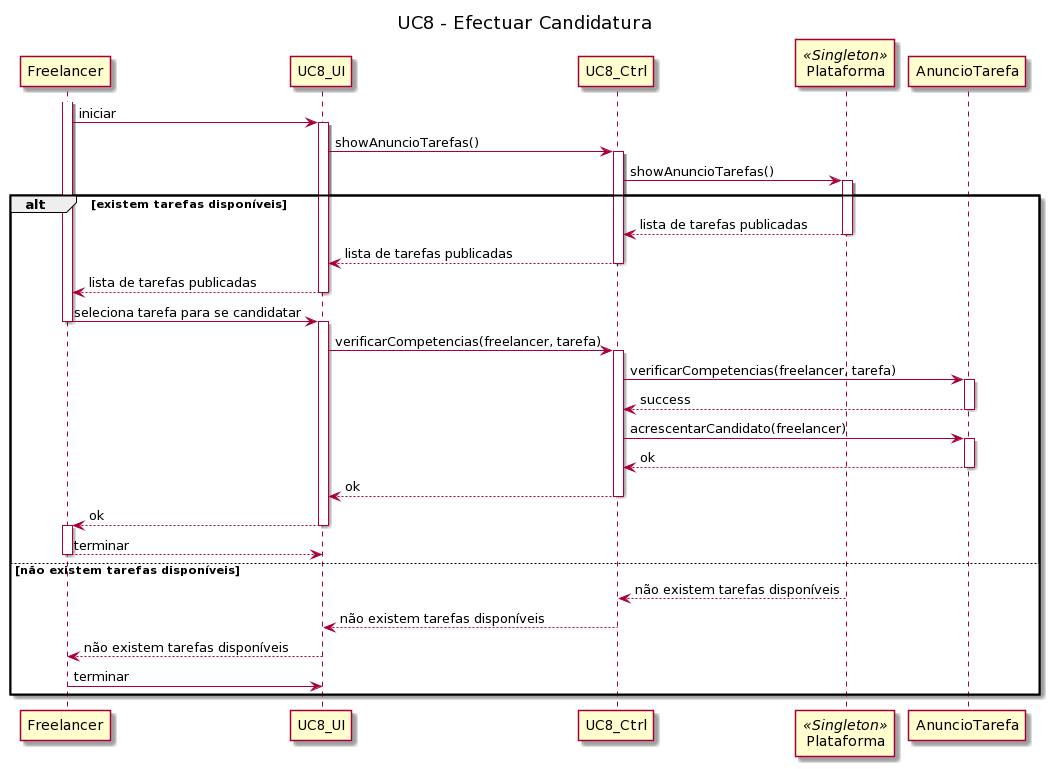 UC8 - Efectuar Candidatura
Freelancer
UC8_UI
UC8_Ctrl
«Singleton»
Plataforma
AnuncioTarefa
iniciar
showAnuncioTarefas()
showAnuncioTarefas()
alt
[existem tarefas disponíveis]
lista de tarefas publicadas
lista de tarefas publicadas
lista de tarefas publicadas
seleciona tarefa para se candidatar
verificarCompetencias(freelancer, tarefa)
verificarCompetencias(freelancer, tarefa)
success
acrescentarCandidato(freelancer)
ok
ok
ok
terminar
[não existem tarefas disponíveis]
não existem tarefas disponíveis
não existem tarefas disponíveis
não existem tarefas disponíveis
terminar
Freelancer
UC8_UI
UC8_Ctrl
«Singleton»
Plataforma
AnuncioTarefa